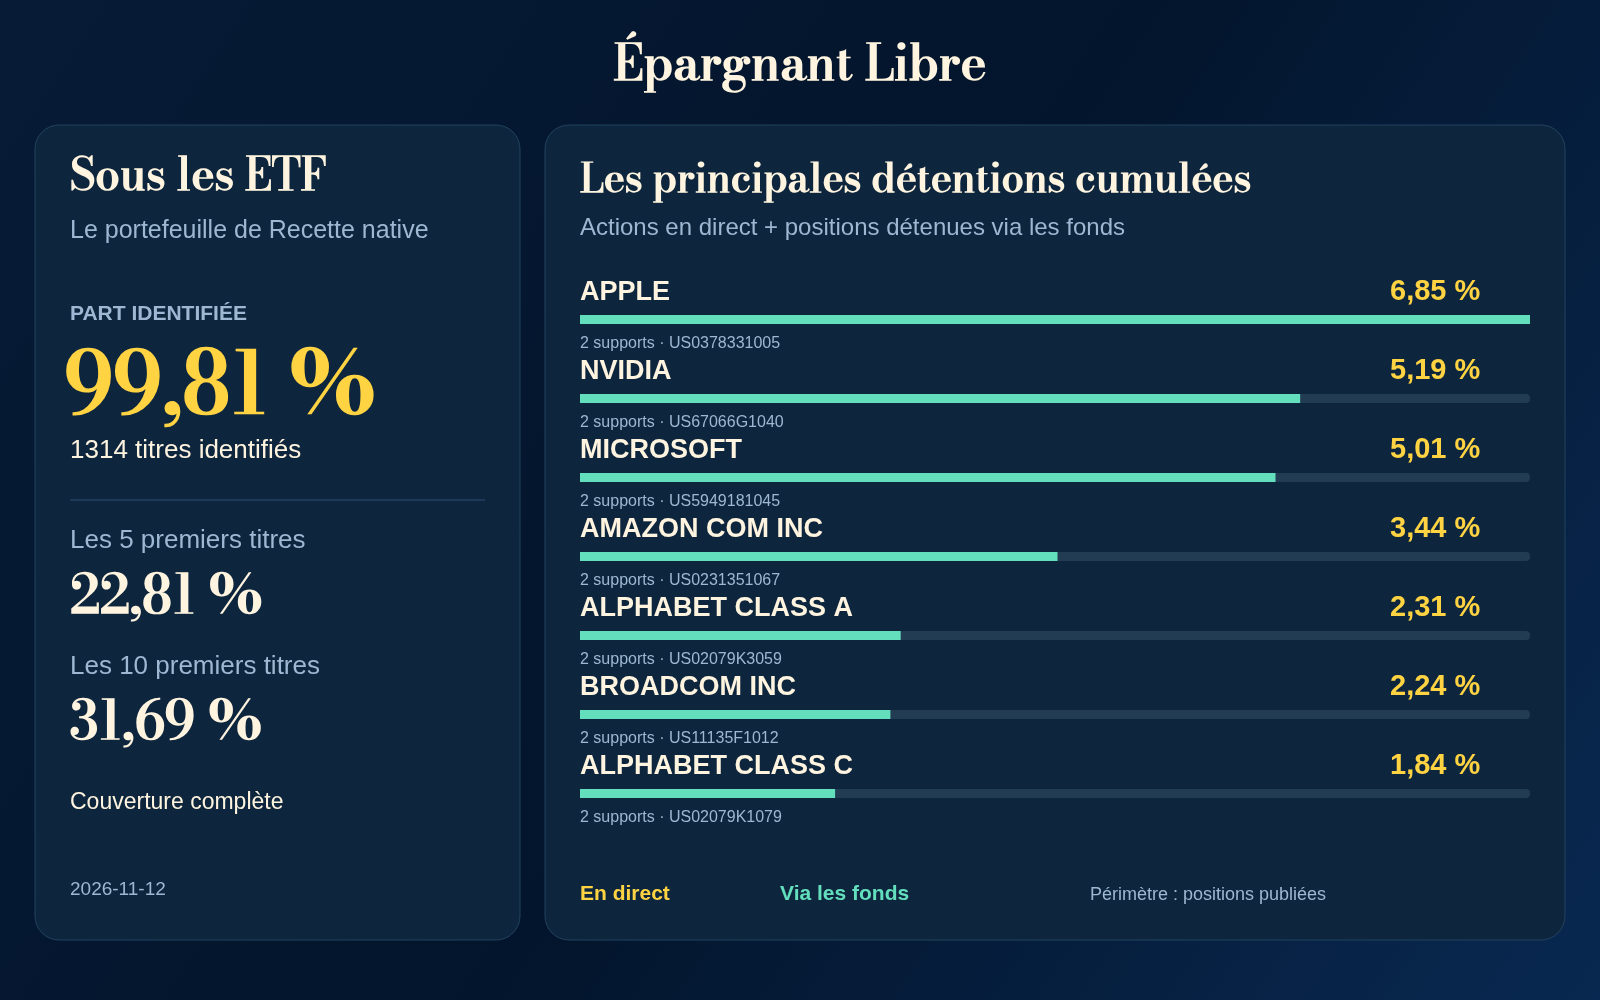 Épargnant Libre
Sous les ETF
Le portefeuille de Recette native
PART IDENTIFIÉE
99,81 %
1314 titres identifiés
Les 5 premiers titres
22,81 %
Les 10 premiers titres
31,69 %
Couverture complète
2026-11-12
Les principales détentions cumulées
Actions en direct + positions détenues via les fonds
APPLE 6,85 %
2 supports · US0378331005
NVIDIA 5,19 %
2 supports · US67066G1040
MICROSOFT 5,01 %
2 supports · US5949181045
AMAZON COM INC 3,44 %
2 supports · US0231351067
ALPHABET CLASS A 2,31 %
2 supports · US02079K3059
BROADCOM INC 2,24 %
2 supports · US11135F1012
ALPHABET CLASS C 1,84 %
2 supports · US02079K1079
En direct Via les fonds Périmètre : positions publiées